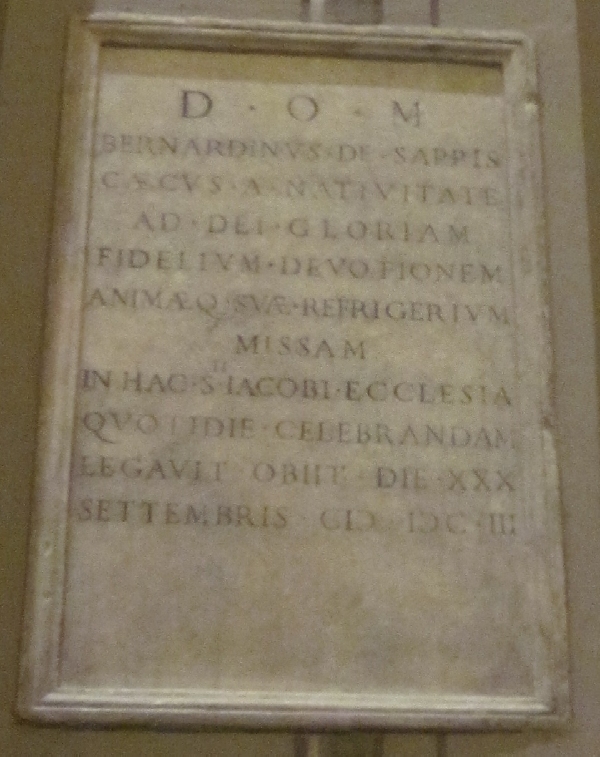 D · O · M
BERNARDINVS · DE · SAPPIS
CÆCVS · A · NATIVITATE
AD · DEI · GLORIAM
FIDELIVM · DEVOTIONEM
ANIMÆQ · SVÆ · REFRIGERIVM
MISSAM
IN HAC · S · IACOBI · ECCLESIA
QVOTIDIE · CELEBRANDAM
LEGAVIT · OBIIT · DIE · XXX
SETTEMBRIS · CIↃ · IↃC · III